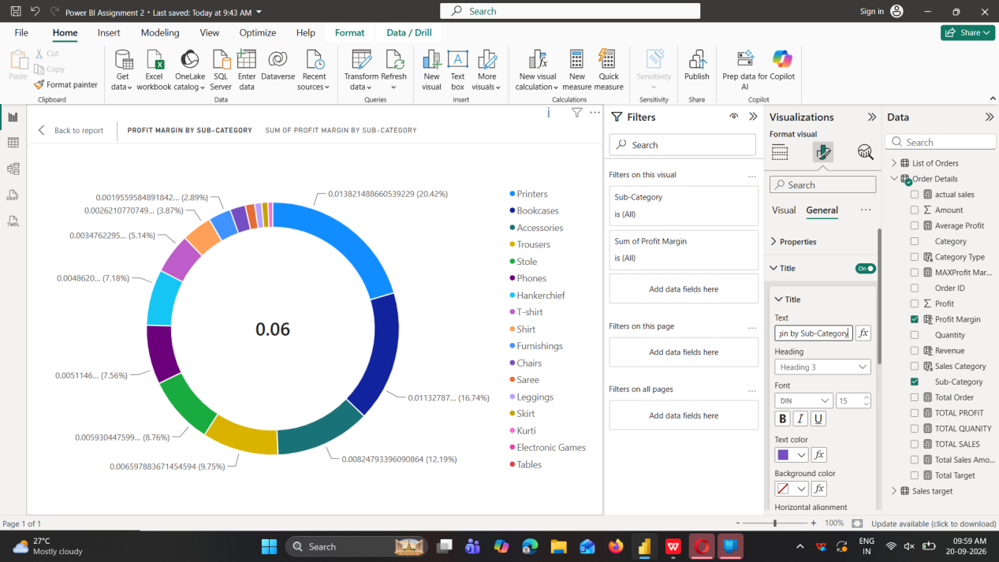 Power BI Assignment 2 • Last saved: Today at 9:43 AM
Search
Sign in
File
Home
Insert
Modeling
View
Optimize
Help
Format
Data / Drill
Share
Paste
Cut
Copy
Format painter
Clipboard
Get data
Excel workbook
OneLake catalog
SQL Server
Enter data
Dataverse
Recent sources
Data
Transform data
Refresh
Queries
New visual
Text box
More visuals
Insert
New visual calculation
New measure
Quick measure
Calculations
Sensitivity
Sensitivity
Publish
Share
Prep data for AI
Copilot
Copilot
Back to report
PROFIT MARGIN BY SUB-CATEGORY
SUM OF PROFIT MARGIN BY SUB-CATEGORY
0.0019559584891842... (2.89%)
0.0026210770749... (3.87%)
0.0034762295... (5.14%)
0.0048620... (7.18%)
0.0051146... (7.56%)
0.005930447599... (8.76%)
0.006597883671454594 (9.75%)
0.013821488660539229 (20.42%)
0.01132787... (16.74%)
0.00824793396090864 (12.19%)
0.06
Printers
Bookcases
Accessories
Trousers
Stole
Phones
Hankerchief
T-shirt
Shirt
Furnishings
Chairs
Saree
Leggings
Skirt
Kurti
Electronic Games
Tables
Filters
Search
Filters on this visual
Sub-Category
is (All)
Sum of Profit Margin
is (All)
Add data fields here
Filters on this page
Add data fields here
Filters on all pages
Add data fields here
Visualizations
Format visual
Search
Visual
General
Properties
Title
On
Title
Text
gin by Sub-Category
fx
Heading
Heading 3
Font
DIN
15
B
I
U
Text color
fx
Background color
fx
Horizontal alignment
Data
Search
List of Orders
Order Details
actual sales
Amount
Average Profit
Category
Category Type
MAXProfit Mar...
Order ID
Profit
Profit Margin
Quantity
Revenue
Sales Category
Sub-Category
Total Order
TOTAL PROFIT
TOTAL QUANITY
TOTAL SALES
Total Sales Amo...
Total Target
Sales target
Page 1 of 1
- + 100%
Update available (click to download)
27°C
Mostly cloudy
Search
ENG
IN
09:59 AM
20-09-2026